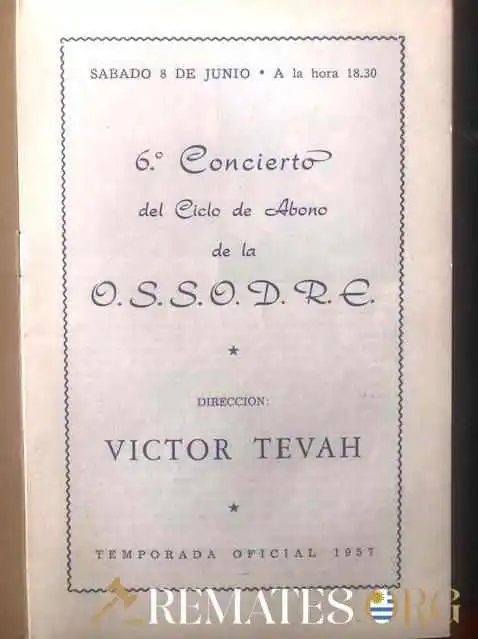 SABADO 8 DE JUNIO • A la hora 18.30
6.º Concierto
del Ciclo de Abono
de la
O.S.S.O.D.R.E.
★
DIRECCION:
VICTOR TEVAH
★
TEMPORADA OFICIAL 1957
REMATES ORG